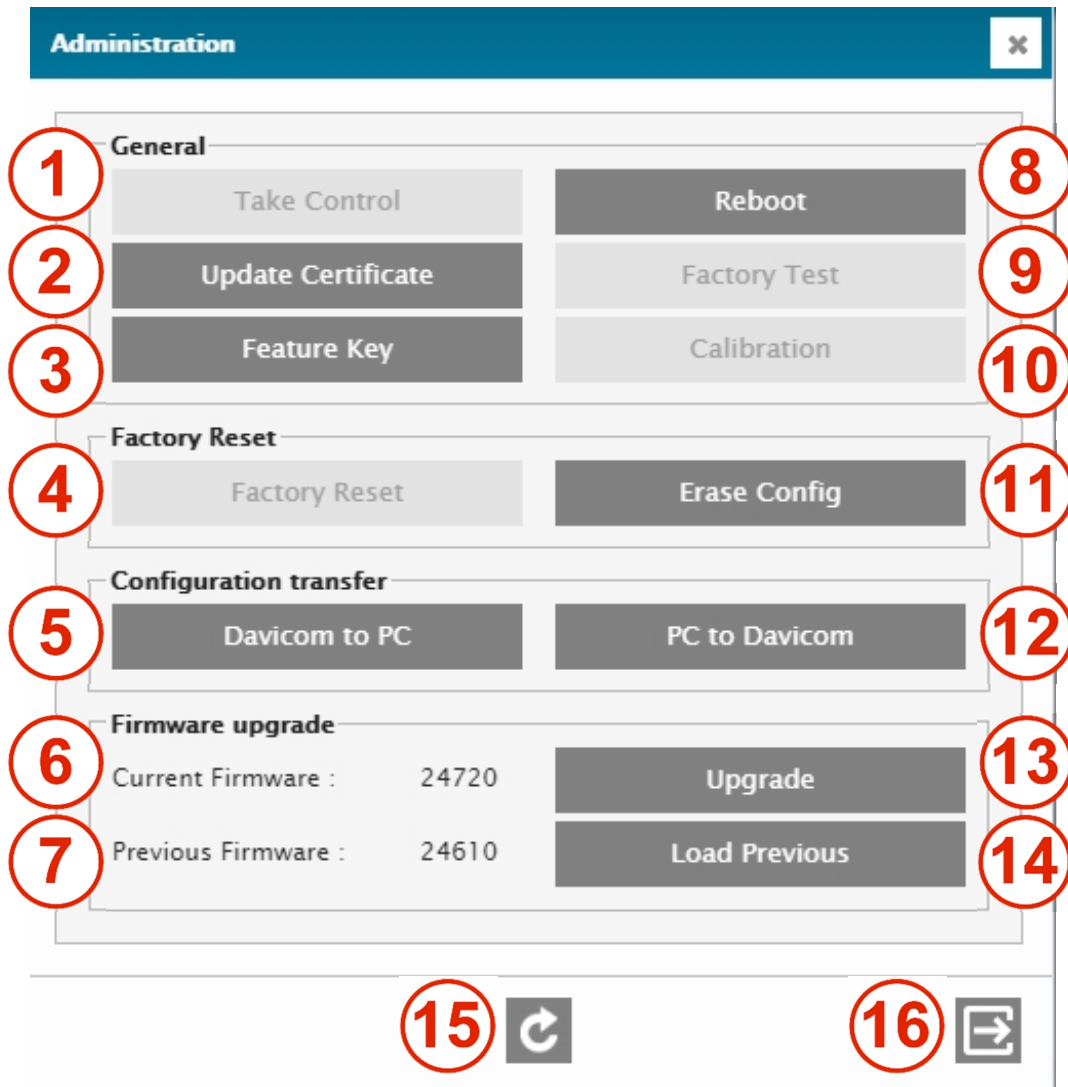 Administration
General
1 Take Control Reboot 8
2 Update Certificate Factory Test 9
3 Feature Key Calibration 10
Factory Reset
4 Factory Reset Erase Config 11
Configuration transfer
5 Davicom to PC PC to Davicom 12
Firmware upgrade
6 Current Firmware : 24720 Upgrade 13
7 Previous Firmware : 24610 Load Previous 14
15 16